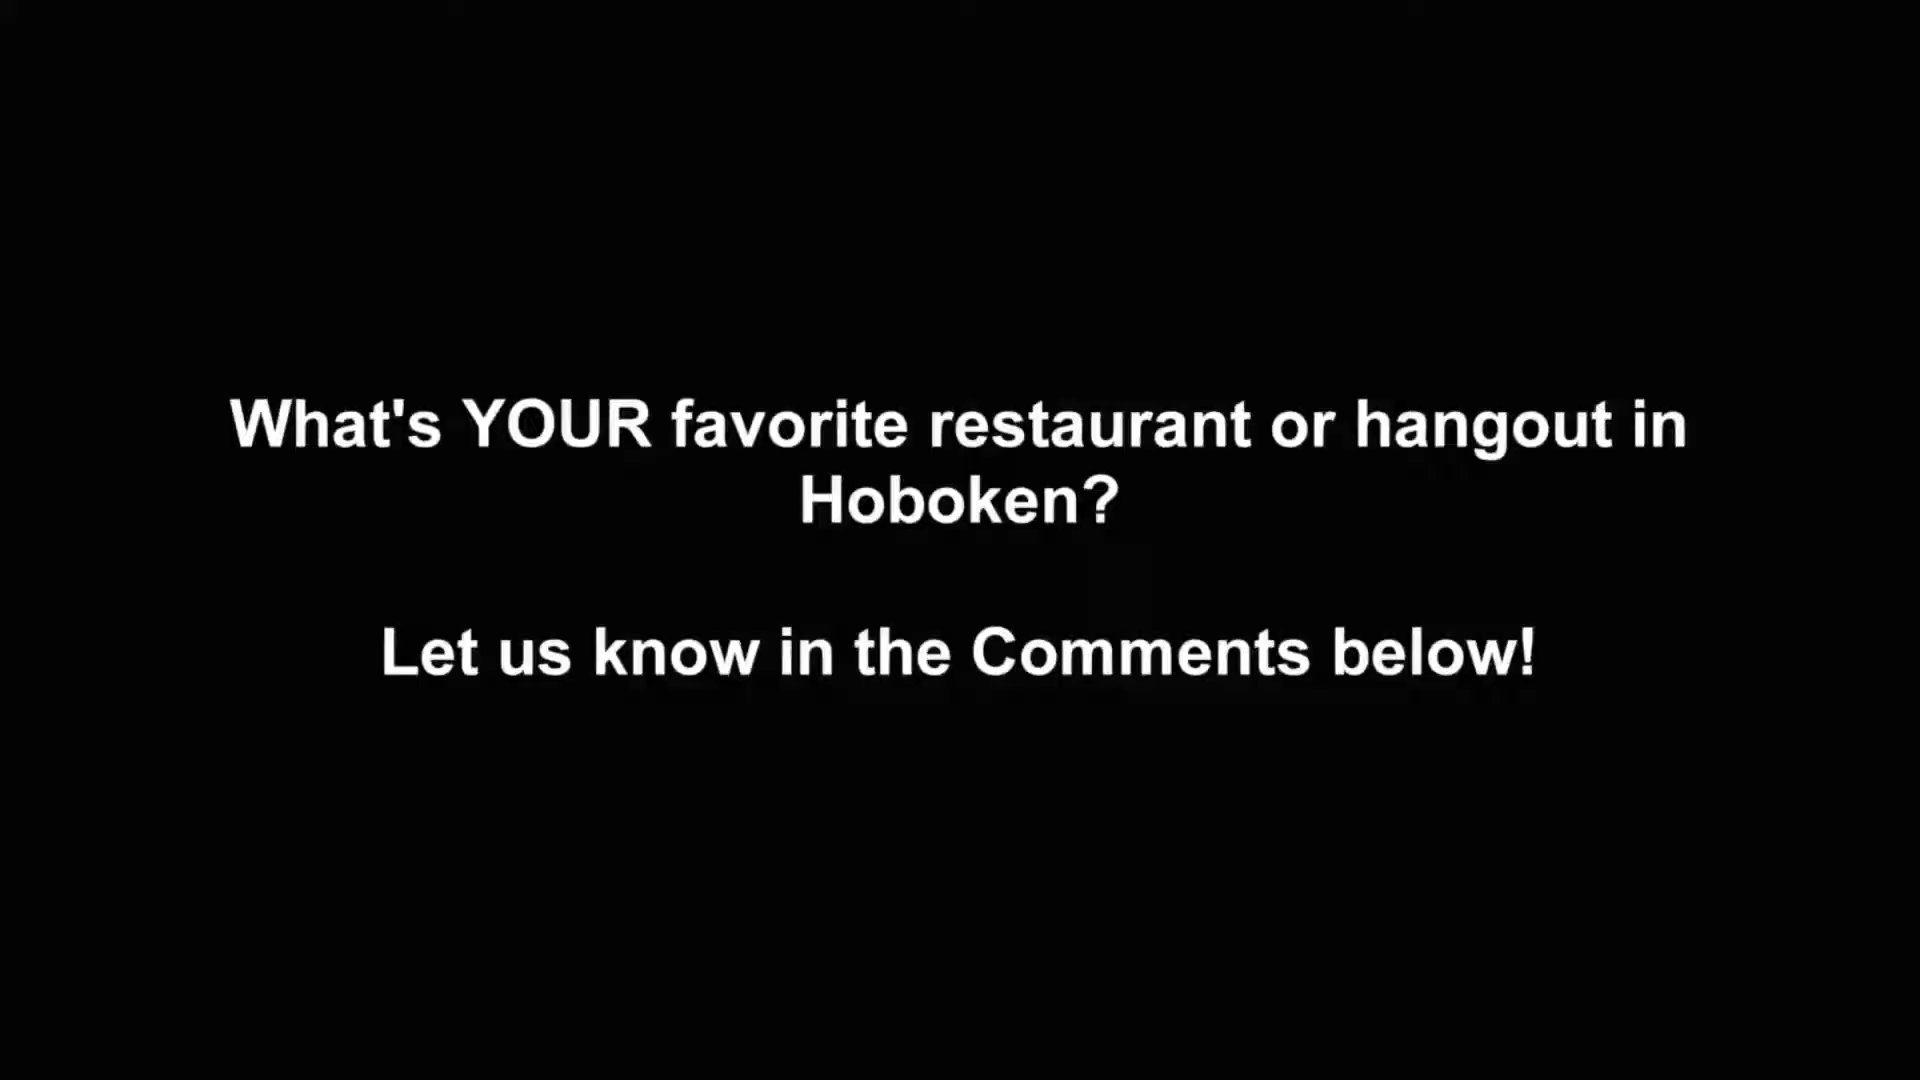 What's YOUR favorite restaurant or hangout in
Hoboken?
Let us know in the Comments below!